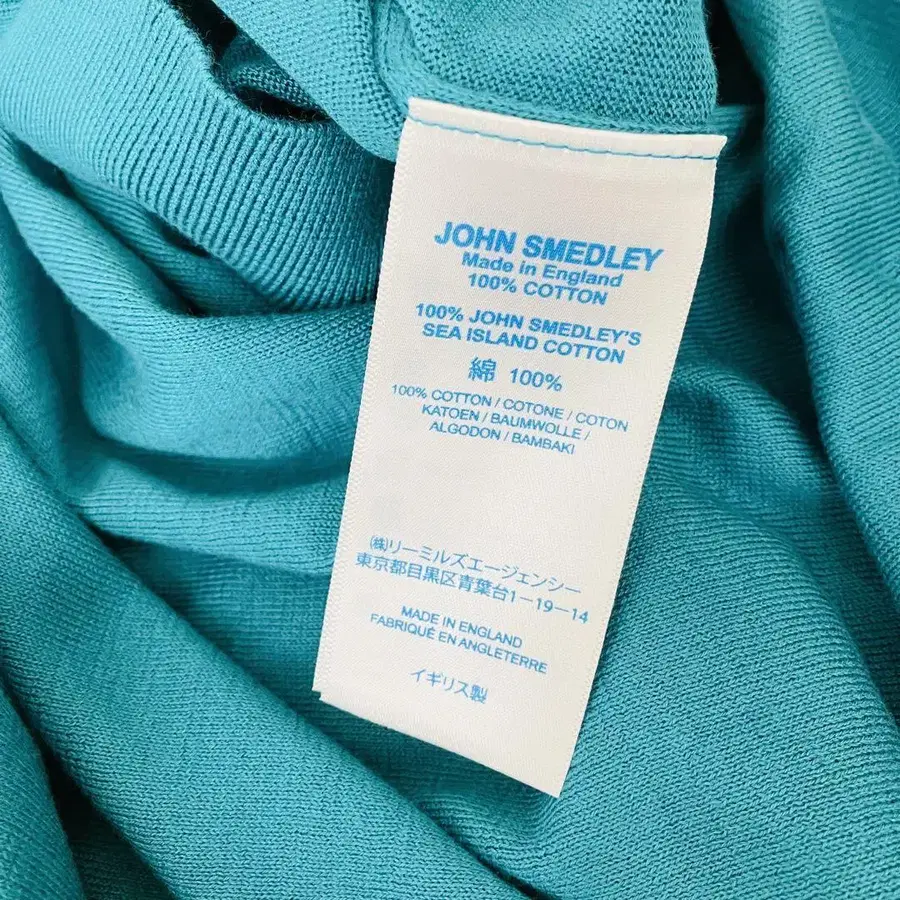 JOHN SMEDLEY
Made in England
100% COTTON
100% JOHN SMEDLEY'S
SEA ISLAND COTTON
綿 100%
100% COTTON / COTONE / COTON
KATOEN / BAUMWOLLE /
ALGODON / BAMBAKI
㈱リーミルズエージェンシー
東京都目黒区青葉台1-19-14
MADE IN ENGLAND
FABRIQUÉ EN ANGLETERRE
イギリス製